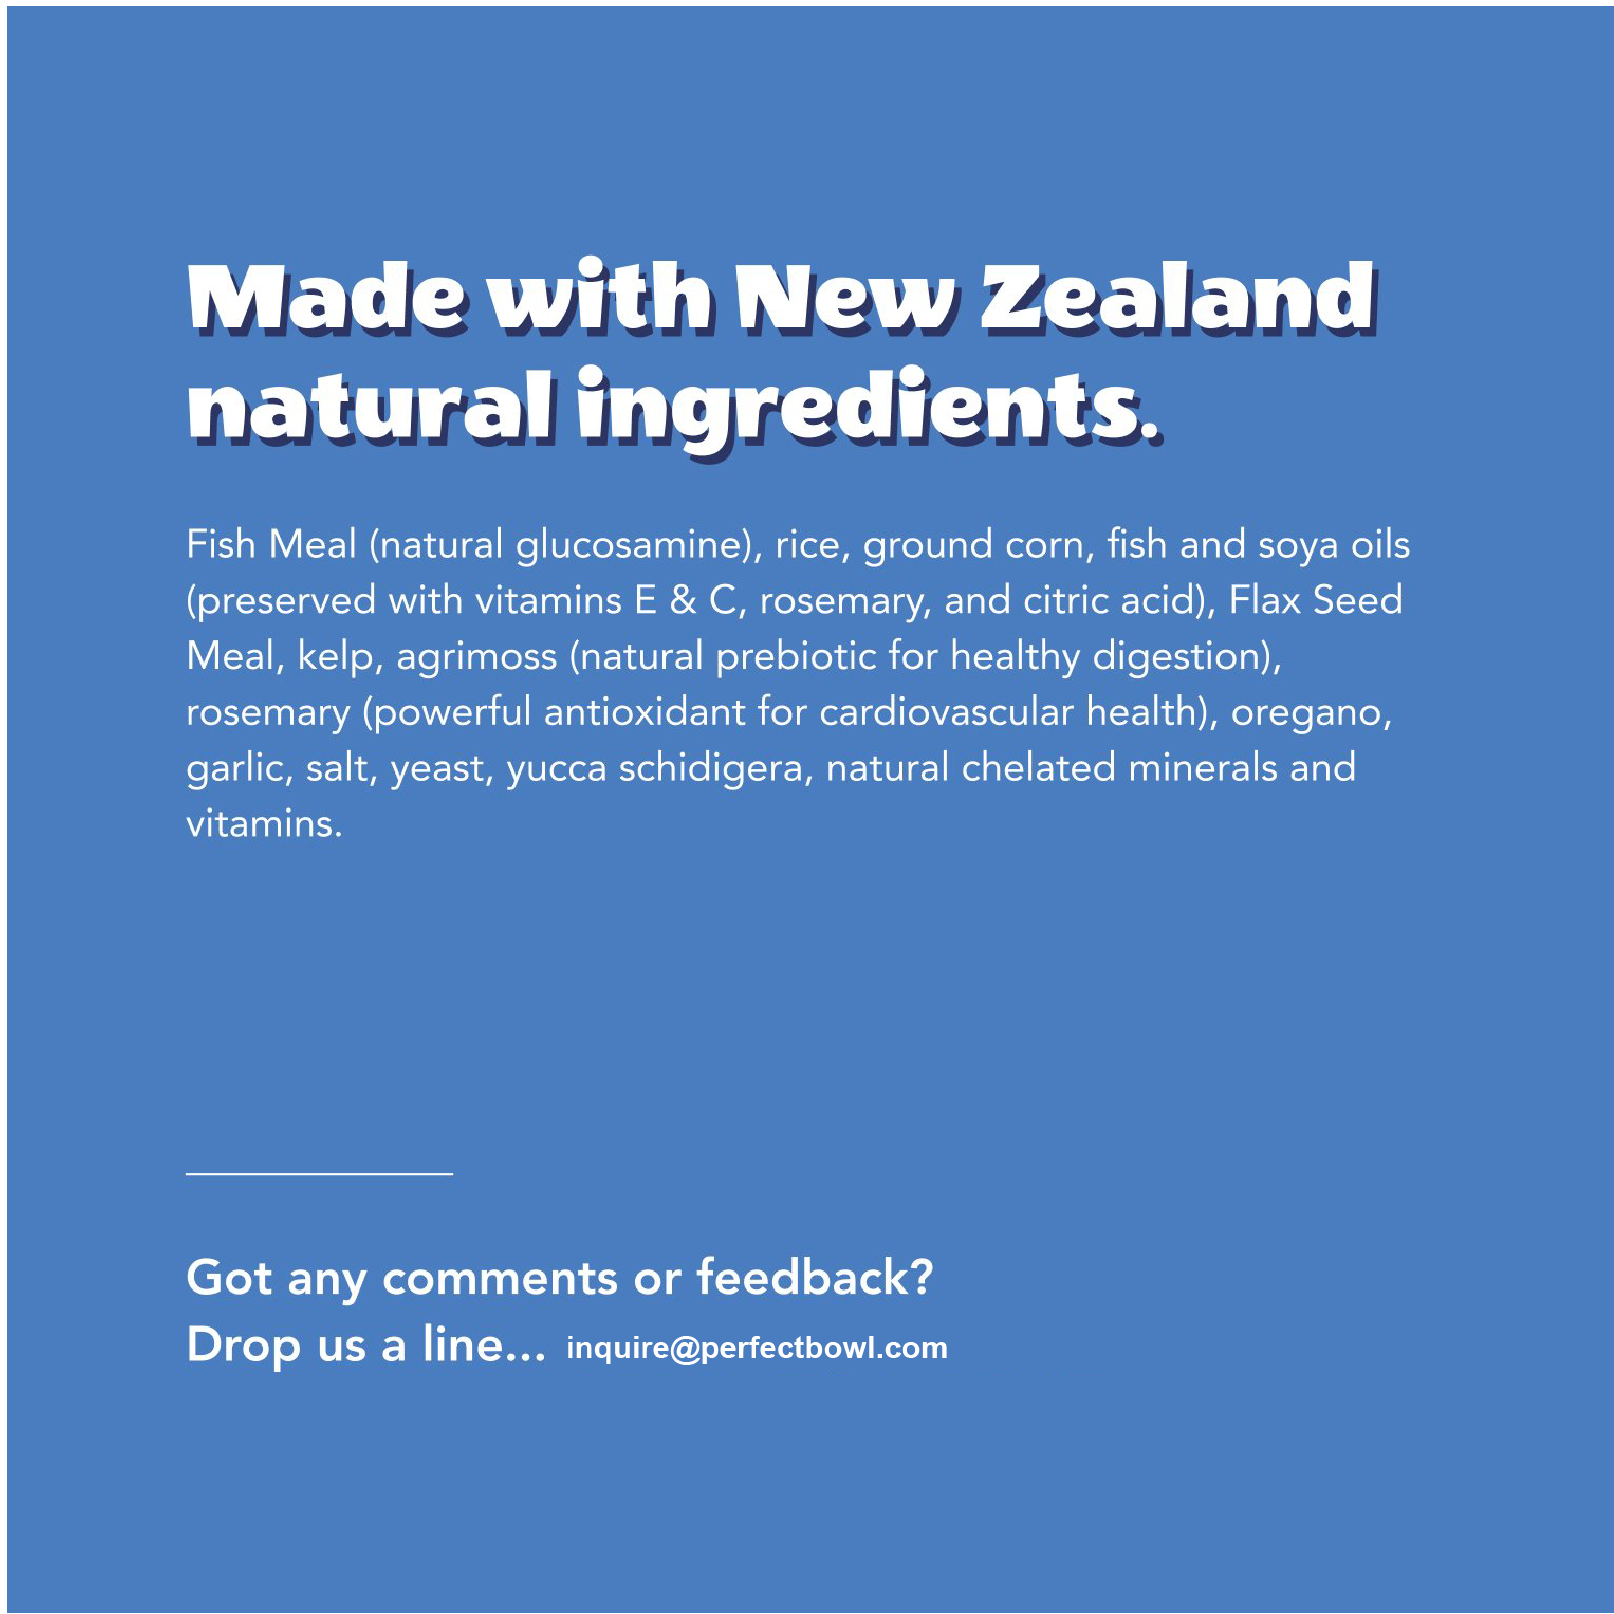 Made with New Zealand
natural ingredients.
Fish Meal (natural glucosamine), rice, ground corn, fish and soya oils
(preserved with vitamins E & C, rosemary, and citric acid), Flax Seed
Meal, kelp, agrimoss (natural prebiotic for healthy digestion),
rosemary (powerful antioxidant for cardiovascular health), oregano,
garlic, salt, yeast, yucca schidigera, natural chelated minerals and
vitamins.
Got any comments or feedback?
Drop us a line... inquire@perfectbowl.com